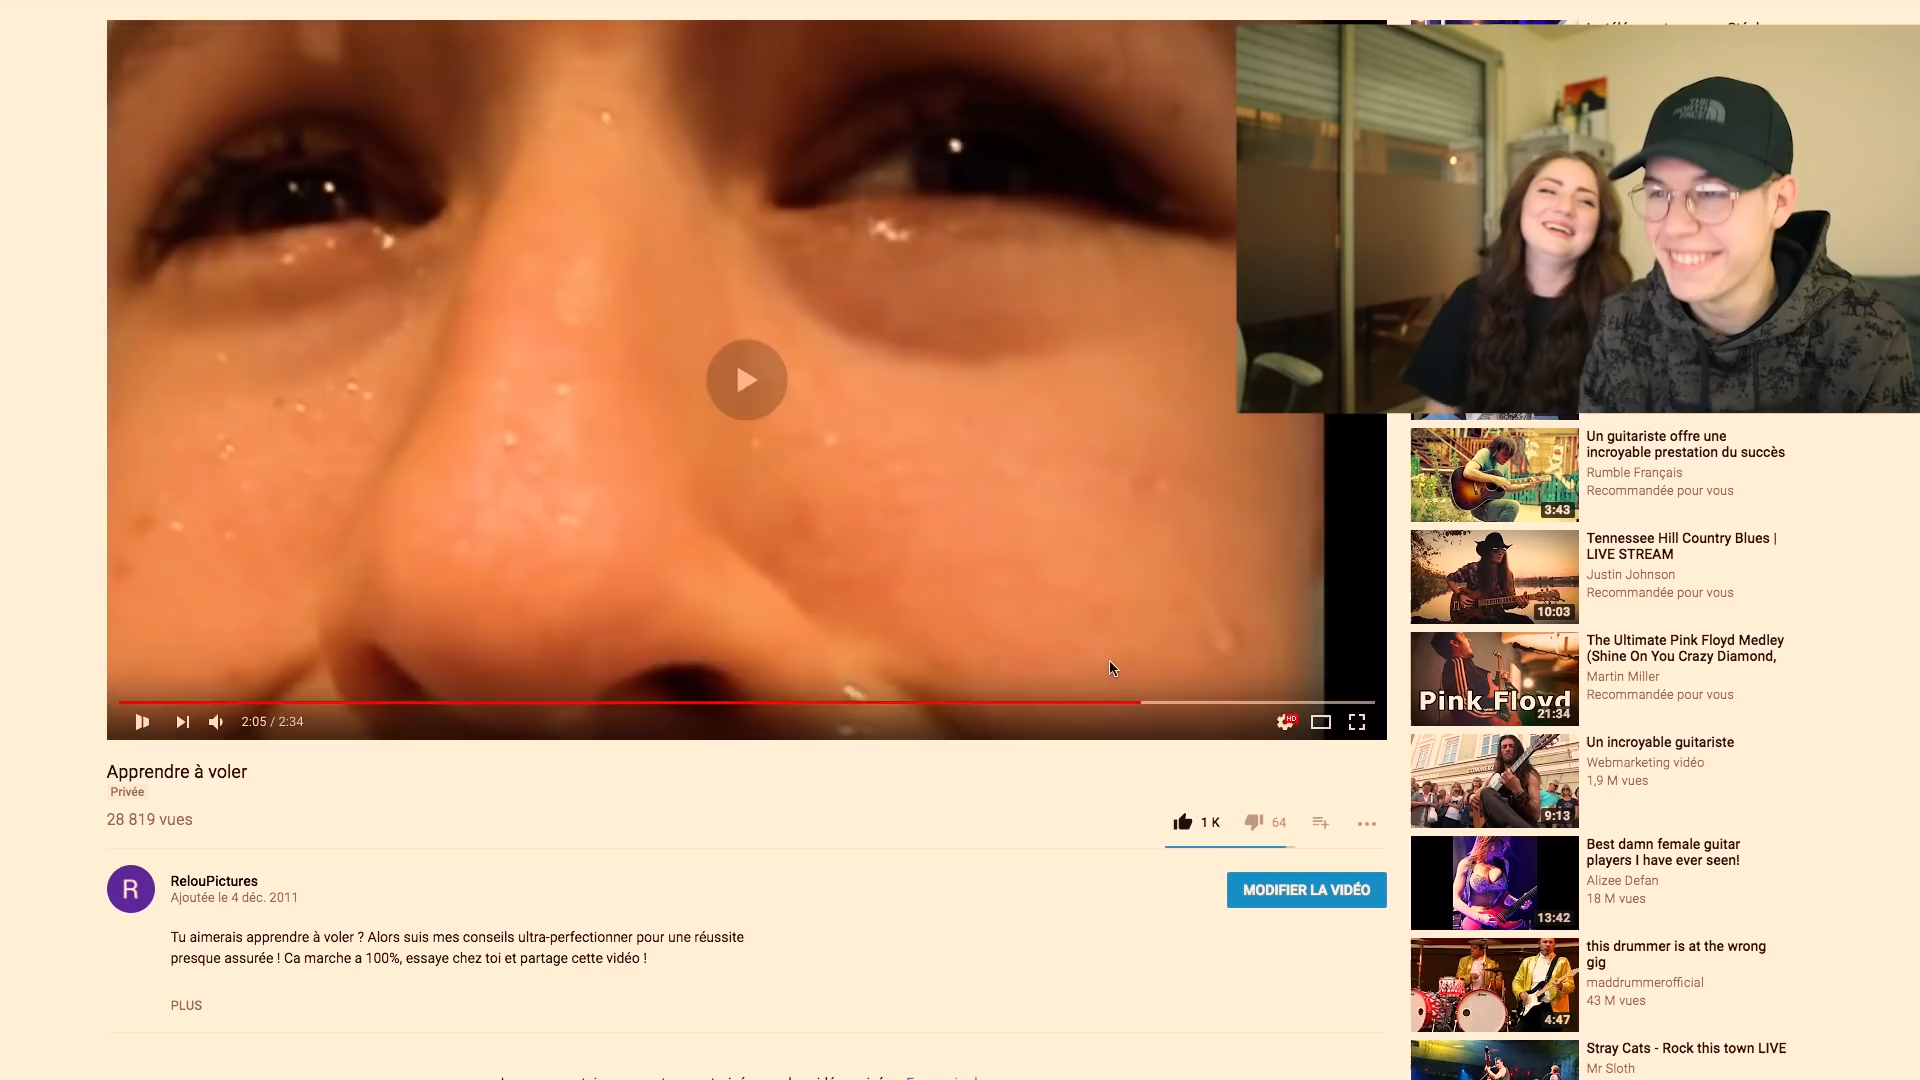 THE
NORTH
FACE
2:05 / 2:34
HD
Apprendre à voler
Privée
28 819 vues
1 K
64
R
RelouPictures
Ajoutée le 4 déc. 2011
MODIFIER LA VIDÉO
Tu aimerais apprendre à voler ? Alors suis mes conseils ultra-perfectionner pour une réussite
presque assurée ! Ca marche a 100%, essaye chez toi et partage cette vidéo !
PLUS
Un guitariste offre une
incroyable prestation du succès
Rumble Français
Recommandée pour vous
3:43
Tennessee Hill Country Blues |
LIVE STREAM
Justin Johnson
Recommandée pour vous
10:03
The Ultimate Pink Floyd Medley
(Shine On You Crazy Diamond,
Martin Miller
Recommandée pour vous
Pink Floyd
21:34
Un incroyable guitariste
Webmarketing vidéo
1,9 M vues
9:13
Best damn female guitar
players I have ever seen!
Alizee Defan
18 M vues
13:42
this drummer is at the wrong
gig
maddrummerofficial
43 M vues
4:47
Stray Cats - Rock this town LIVE
Mr Sloth